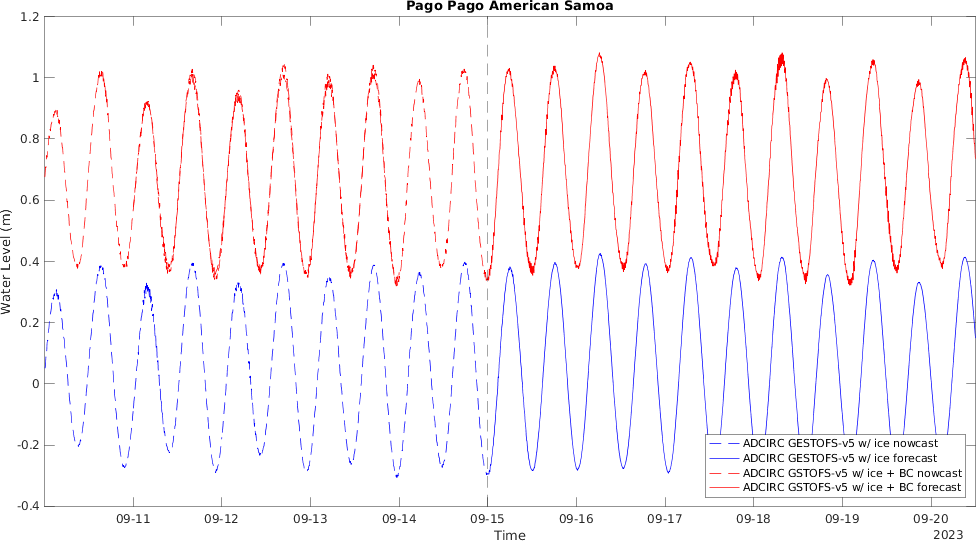 Pago Pago American Samoa
1.2
1
0.8
0.6
0.4
0.2
0
-0.2
-0.4
Water Level (m)
ADCIRC GESTOFS-v5 w/ ice nowcast
ADCIRC GESTOFS-v5 w/ ice forecast
ADCIRC GSTOFS-v5 w/ ice + BC nowcast
ADCIRC GSTOFS-v5 w/ ice + BC forecast
09-11 09-12 09-13 09-14 09-15 09-16 09-17 09-18 09-19 09-20
Time
2023